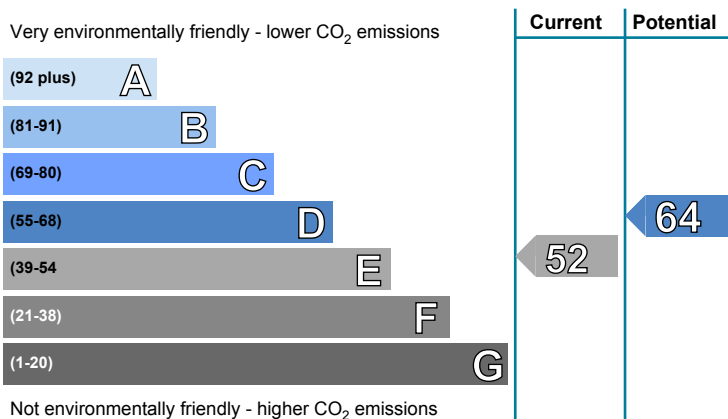 Current Potential
Very environmentally friendly - lower CO2 emissions
(92 plus) A
(81-91) B
(69-80) C
(55-68) D
64
(39-54 E
52
(21-38) F
(1-20) G
Not environmentally friendly - higher CO2 emissions